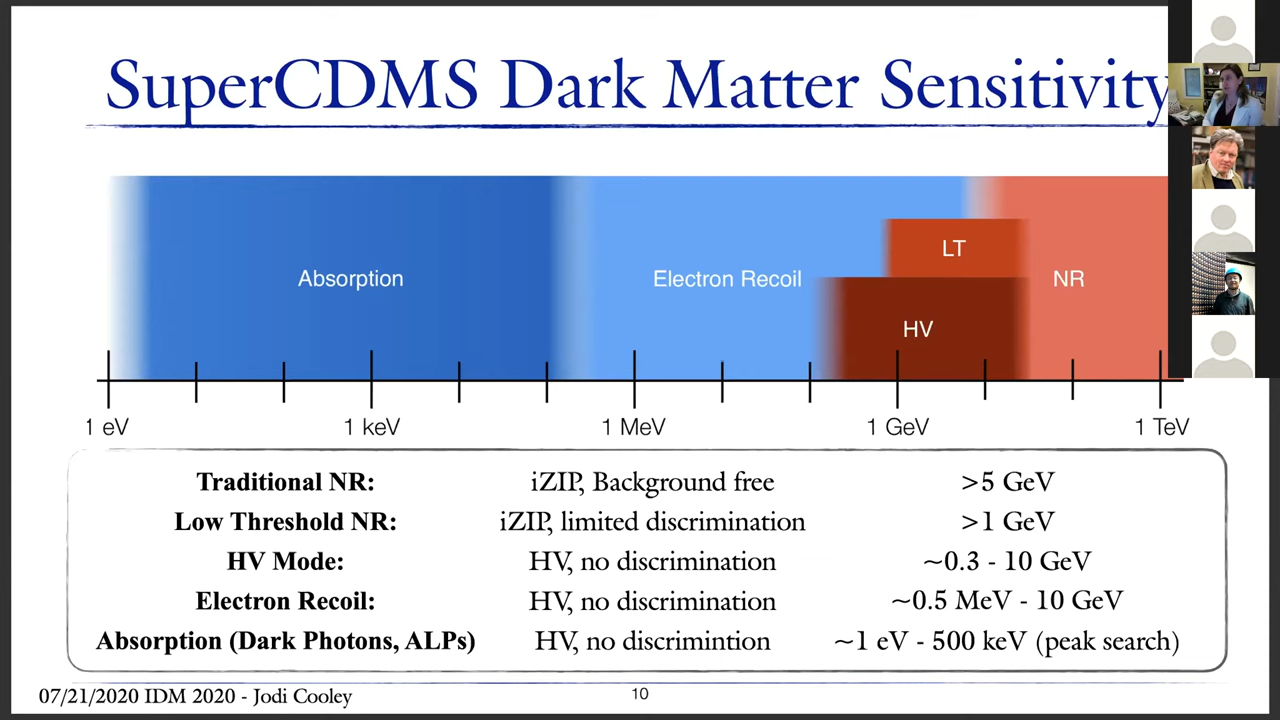 SuperCDMS Dark Matter Sensitivity
Absorption
Electron Recoil
LT
HV
NR
1 eV
1 keV
1 MeV
1 GeV
1 TeV
Traditional NR: iZIP, Background free >5 GeV
Low Threshold NR: iZIP, limited discrimination >1 GeV
HV Mode: HV, no discrimination ~0.3 - 10 GeV
Electron Recoil: HV, no discrimination ~0.5 MeV - 10 GeV
Absorption (Dark Photons, ALPs) HV, no discrimintion ~1 eV - 500 keV (peak search)
07/21/2020 IDM 2020 - Jodi Cooley
10